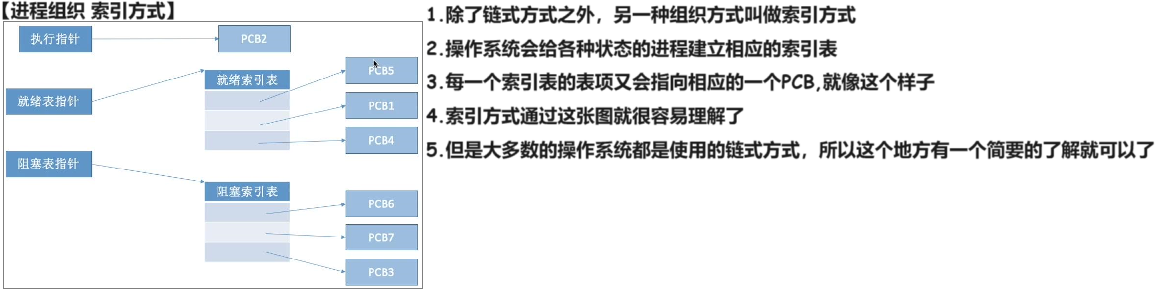 【进程组织 索引方式】
执行指针
PCB2
就绪表指针
就绪索引表
PCB5
PCB1
PCB4
阻塞表指针
阻塞索引表
PCB6
PCB7
PCB3
1.除了链式方式之外，另一种组织方式叫做索引方式
2.操作系统会给各种状态的进程建立相应的索引表
3.每一个索引表的表项又会指向相应的一个PCB,就像这个样子
4.索引方式通过这张图就很容易理解了
5.但是大多数的操作系统都是使用的链式方式，所以这个地方有一个简要的了解就可以了